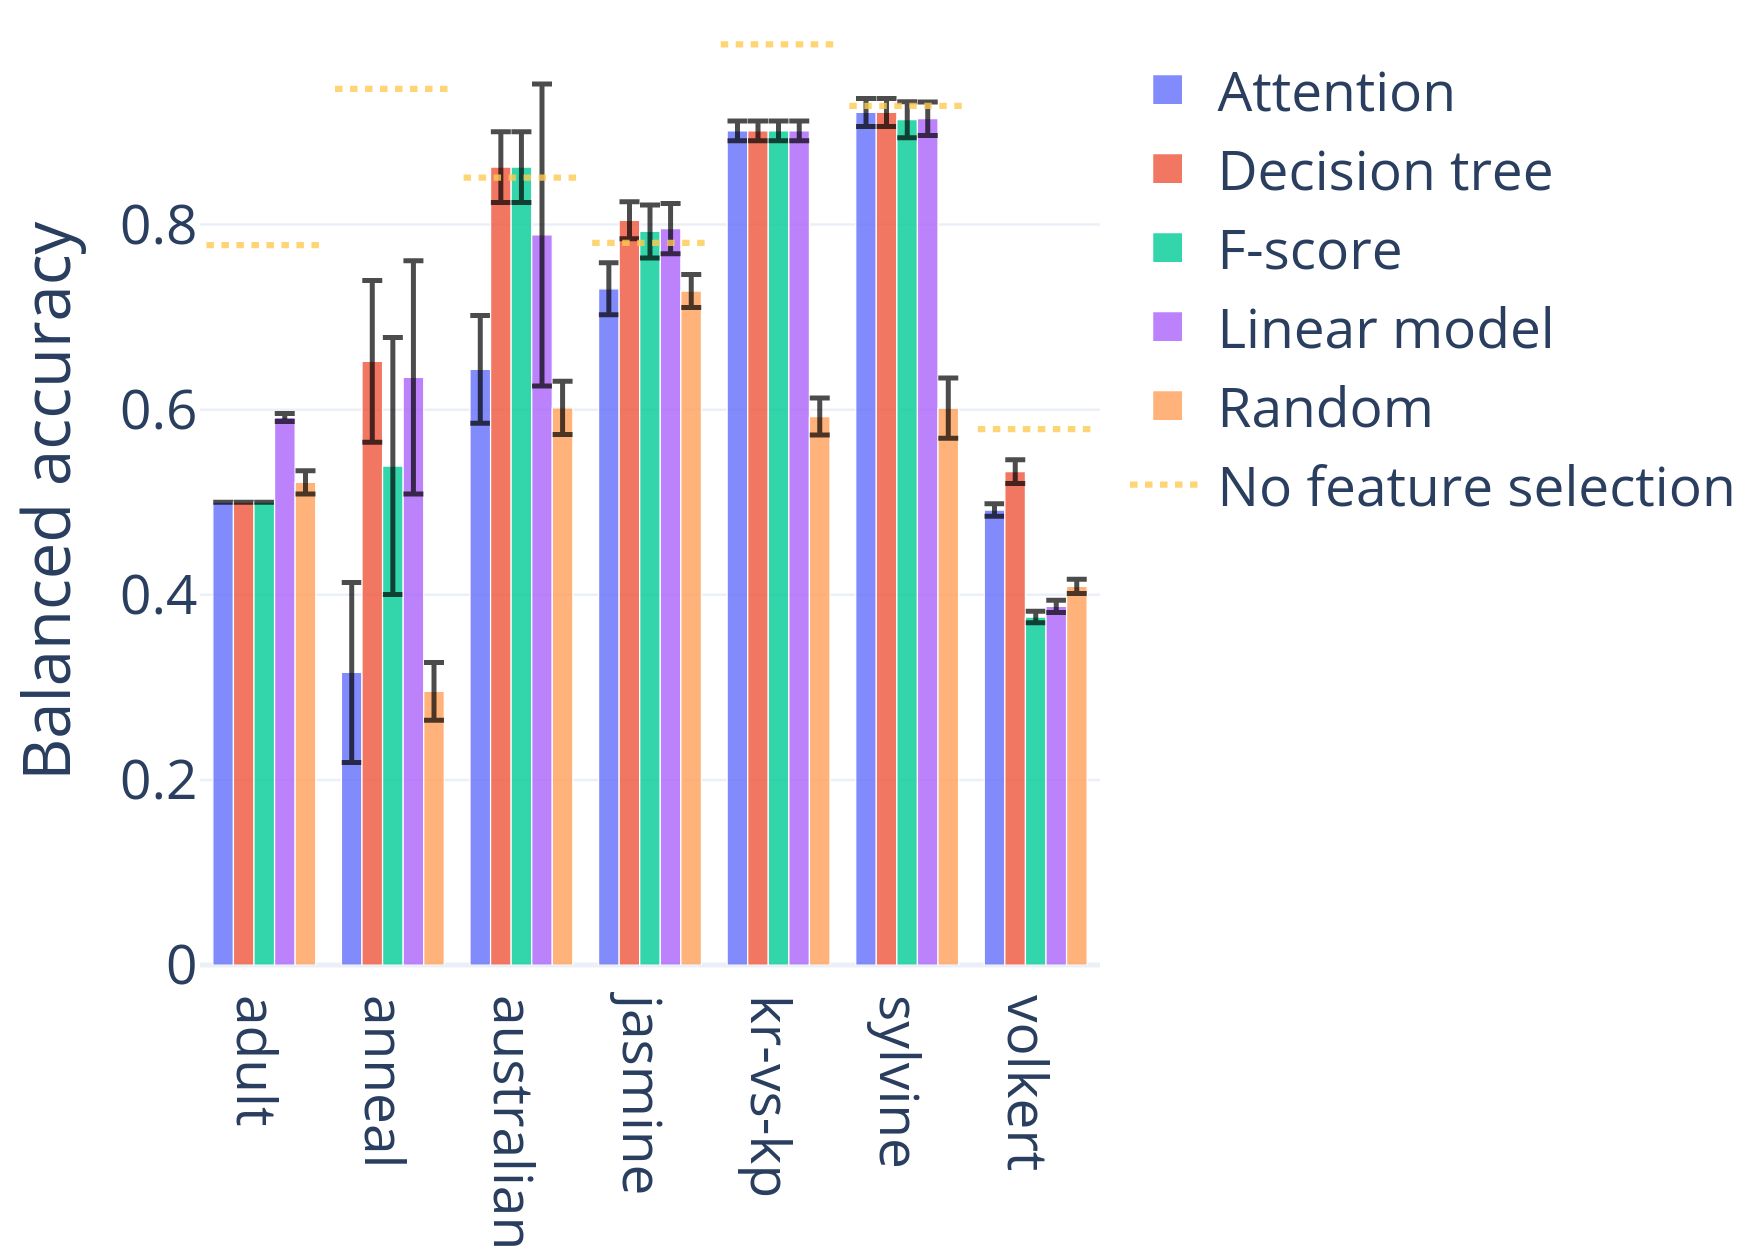 Balanced accuracy
0.8
0.6
0.4
0.2
0
adult
anneal
australian
jasmine
kr-vs-kp
sylvine
volkert
Attention
Decision tree
F-score
Linear model
Random
No feature selection